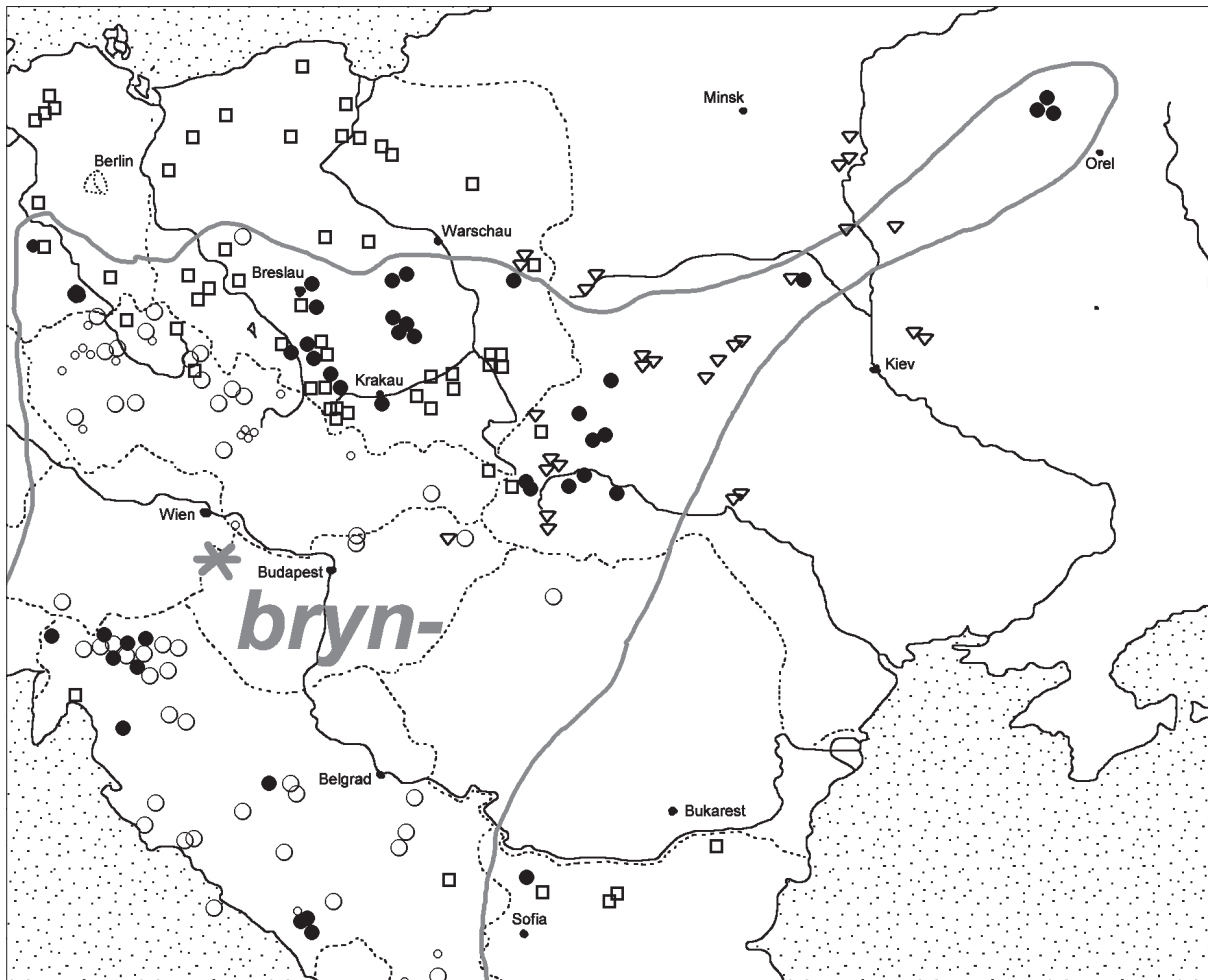 Minsk
Berlin
Orel
Warschau
Breslau
Kiev
Krakau
Wien
Budapest
* bryn-
Belgrad
Bukarest
Sofia